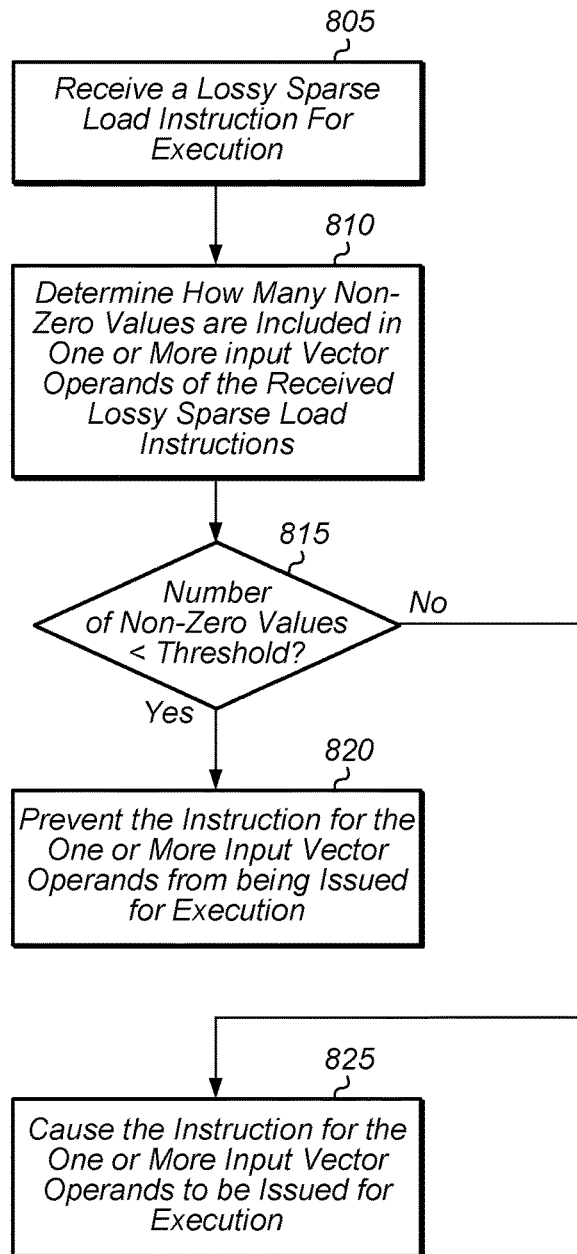 805
Receive a Lossy Sparse
Load Instruction For
Execution
810
Determine How Many Non-
Zero Values are Included in
One or More input Vector
Operands of the Received
Lossy Sparse Load
Instructions
815
Number
of Non-Zero Values
< Threshold?
No
Yes
820
Prevent the Instruction for the
One or More Input Vector
Operands from being Issued
for Execution
825
Cause the Instruction for the
One or More Input Vector
Operands to be Issued for
Execution